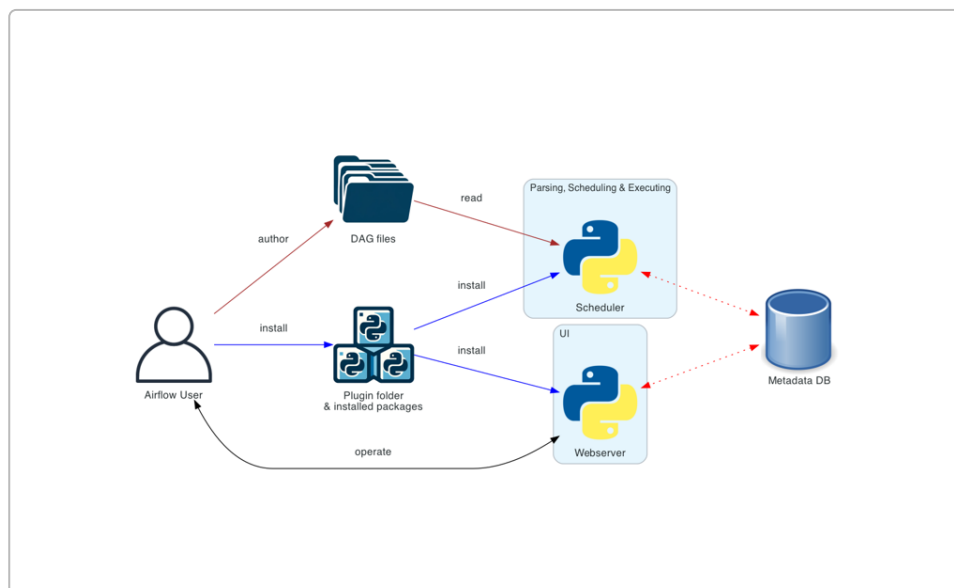 Parsing, Scheduling & Executing
read
author
DAG files
install
Scheduler
install
install
UI
Airflow User
Plugin folder
& installed packages
Metadata DB
operate
Webserver